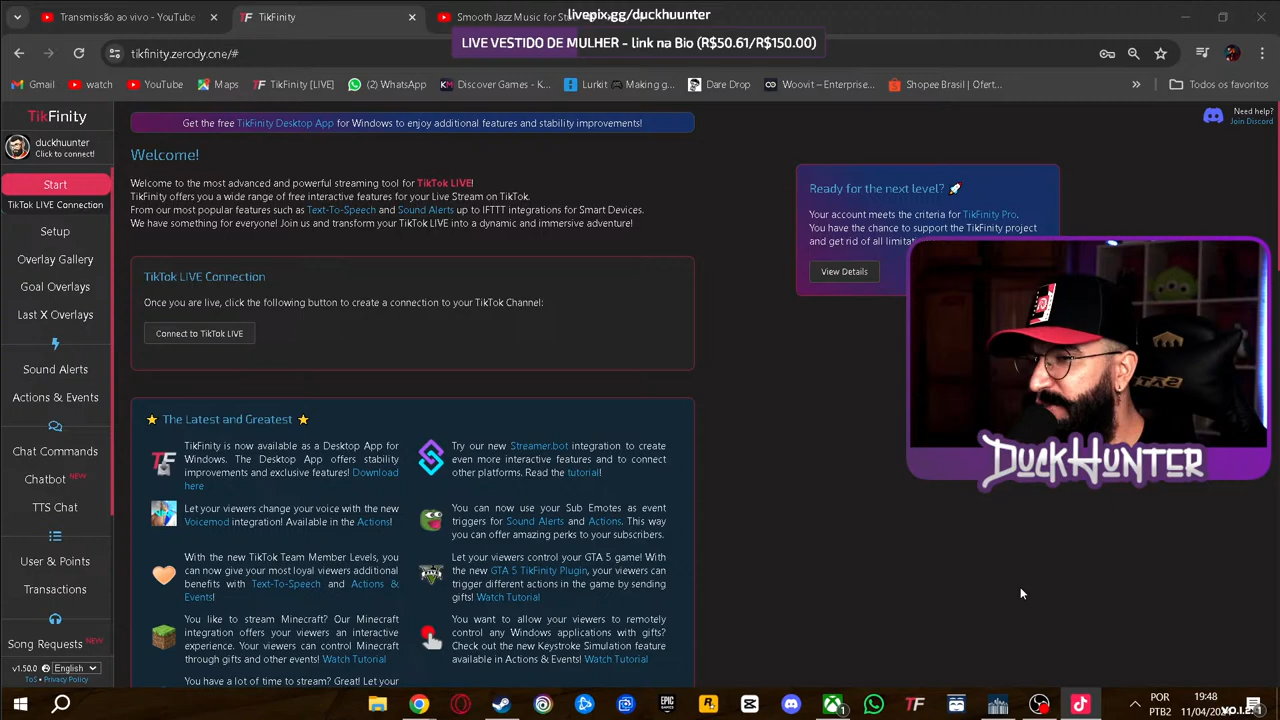 Transmissão ao vivo - YouTube
TikFinity
Smooth Jazz Music for St
livepix.gg/duckhuunter
LIVE VESTIDO DE MULHER - link na Bio (R$50.61/R$150.00)
tikfinity.zerody.one/#
Gmail
watch
YouTube
Maps
TikFinity [LIVE]
(2) WhatsApp
Discover Games - K...
Lurkit 🎮 Making g...
Dare Drop
Woovit – Enterprise...
Shopee Brasil | Ofert...
»
Todos os favoritos
TikFinity
duckhuunter
Click to connect!
Start
TikTok LIVE Connection
Setup
Overlay Gallery
Goal Overlays
Last X Overlays
Sound Alerts
Actions & Events
Chat Commands
Chatbot NEW
TTS Chat
User & Points
Transactions
Song Requests NEW
v1.50.0
English
ToS • Privacy Policy
Get the free TikFinity Desktop App for Windows to enjoy additional features and stability improvements!
Need help?
Join Discord
Welcome!
Welcome to the most advanced and powerful streaming tool for TikTok LIVE!
TikFinity offers you a wide range of free interactive features for your Live Stream on TikTok.
From our most popular features such as Text-To-Speech and Sound Alerts up to IFTTT integrations for Smart Devices.
We have something for everyone! Join us and transform your TikTok LIVE into a dynamic and immersive adventure!
Ready for the next level? 🚀
Your account meets the criteria for TikFinity Pro.
You have the chance to support the TikFinity project
and get rid of all
View Details
TikTok LIVE Connection
Once you are live, click the following button to create a connection to your TikTok Channel:
Connect to TikTok LIVE
DUCKHUNTER
⭐ The Latest and Greatest ⭐
TikFinity is now available as a Desktop App for
Windows. The Desktop App offers stability
improvements and exclusive features! Download
here
Try our new Streamer.bot integration to create
even more interactive features and to connect
other platforms. Read the tutorial!
Let your viewers change your voice with the new
Voicemod integration! Available in the Actions!
You can now use your Sub Emotes as event
triggers for Sound Alerts and Actions. This way
you can offer amazing perks to your subscribers.
With the new TikTok Team Member Levels, you
can now give your most loyal viewers additional
benefits with Text-To-Speech and Actions &
Events!
Let your viewers control your GTA 5 game! With
the new GTA 5 TikFinity Plugin, your viewers can
trigger different actions in the game by sending
gifts! Watch Tutorial
You like to stream Minecraft? Our Minecraft
integration offers your viewers an interactive
experience. Your viewers can control Minecraft
through gifts and other events! Watch Tutorial
You want to allow your viewers to remotely
control any Windows applications with gifts?
Check out the new Keystroke Simulation feature
available in Actions & Events! Watch Tutorial
You have a lot of time to stream? Great! Let your
POR
PTB2
19:48